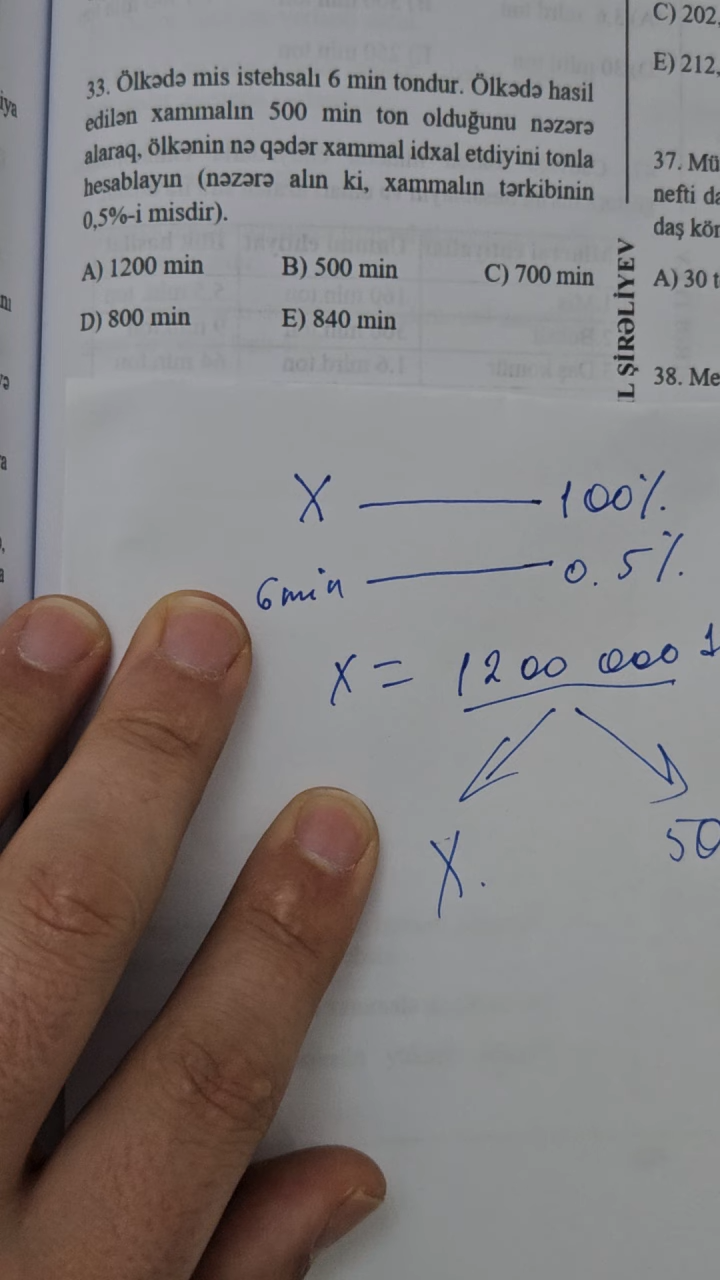 33. Ölkədə mis istehsalı 6 min tondur. Ölkədə hasil
edilən xammalın 500 min ton olduğunu nəzərə
alaraq, ölkənin nə qədər xammal idxal etdiyini tonla
hesablayın (nəzərə alın ki, xammalın tərkibinin
0,5%-i misdir).
A) 1200 min B) 500 min C) 700 min
D) 800 min E) 840 min
C) 202,
E) 212,
37. Mü
nefti da
daş kör
A) 30 t
38. Me
L ŞİRƏLİYEV
X — 100%.
6 min — 0.5%.
X = 1200 000
X. 50